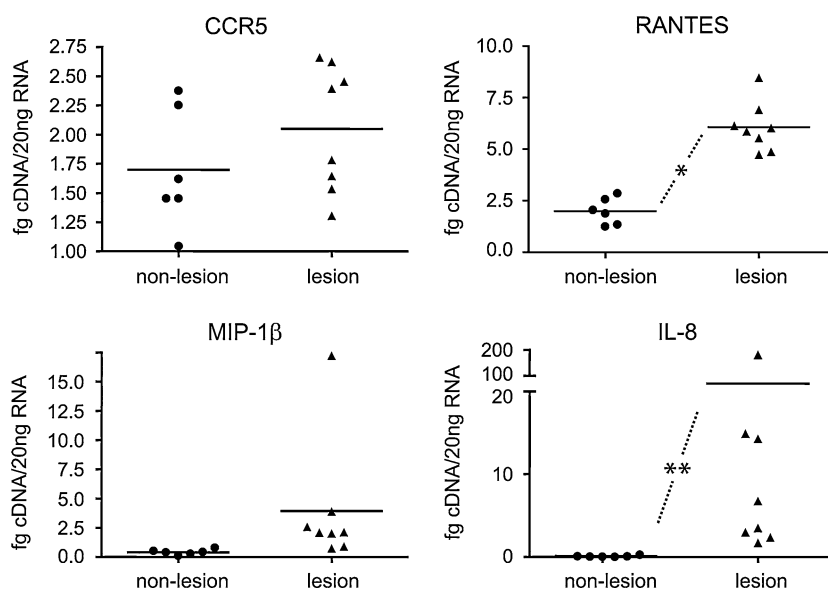 CCR5
fg cDNA/20ng RNA
2.75
2.50
2.25
2.00
1.75
1.50
1.25
1.00
non-lesion lesion
RANTES
fg cDNA/20ng RNA
10.0
7.5
5.0
2.5
0.0
*
non-lesion lesion
MIP-1β
fg cDNA/20ng RNA
15.0
12.5
10.0
7.5
5.0
2.5
0.0
non-lesion lesion
IL-8
fg cDNA/20ng RNA
200
100
20
10
0
**
non-lesion lesion